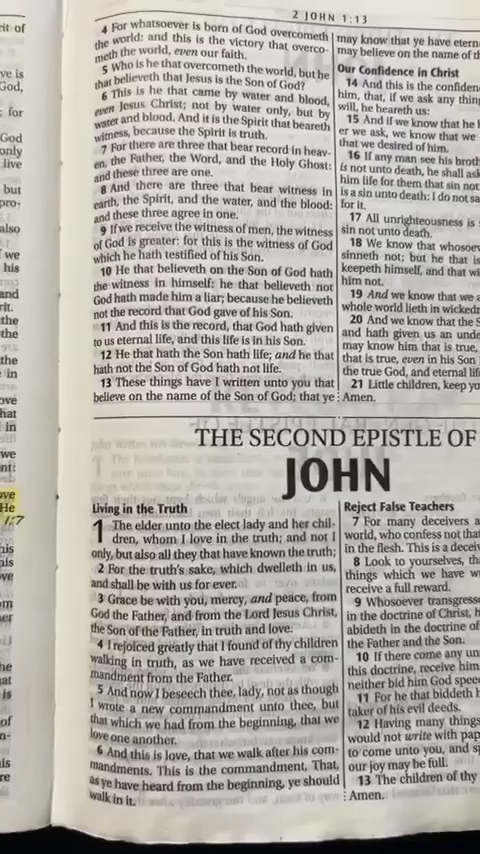 2 JOHN 1:13
4 For whatsoever is born of God overcometh
the world: and this is the victory that overco-
meth the world, even our faith.
5 Who is he that overcometh the world, but he
that believeth that Jesus is the Son of God?
6 This is he that came by water and blood,
even Jesus Christ; not by water only, but by
water and blood. And it is the Spirit that beareth
witness, because the Spirit is truth.
7 For there are three that bear record in heav-
en, the Father, the Word, and the Holy Ghost:
and these three are one.
8 And there are three that bear witness in
earth, the Spirit, and the water, and the blood:
and these three agree in one.
9 If we receive the witness of men, the witness
of God is greater: for this is the witness of God
which he hath testified of his Son.
10 He that believeth on the Son of God hath
the witness in himself: he that believeth not
God hath made him a liar; because he believeth
not the record that God gave of his Son.
11 And this is the record, that God hath given
to us eternal life, and this life is in his Son.
12 He that hath the Son hath life; and he that
hath not the Son of God hath not life.
13 These things have I written unto you that
believe on the name of the Son of God; that ye
may know that ye have etern
may believe on the name of th
Our Confidence in Christ
14 And this is the confiden
him, that, if we ask any thin
will, he heareth us:
15 And if we know that he h
er we ask, we know that we
that we desired of him.
16 If any man see his broth
is not unto death, he shall ask
him life for them that sin not
is a sin unto death: I do not sa
for it.
17 All unrighteousness is
sin not unto death.
18 We know that whosoev
sinneth not; but he that is
keepeth himself, and that wi
him not.
19 And we know that we a
whole world lieth in wickedn
20 And we know that the S
and hath given us an unde
may know him that is true,
that is true, even in his Son
the true God, and eternal lif
21 Little children, keep yo
Amen.
THE SECOND EPISTLE OF
JOHN
Living in the Truth
1 The elder unto the elect lady and her chil-
dren, whom I love in the truth; and not I
only, but also all they that have known the truth;
2 For the truth's sake, which dwelleth in us,
and shall be with us for ever.
3 Grace be with you, mercy, and peace, from
God the Father, and from the Lord Jesus Christ,
the Son of the Father, in truth and love.
4 I rejoiced greatly that I found of thy children
walking in truth, as we have received a com-
mandment from the Father.
5 And now I beseech thee, lady, not as though
I wrote a new commandment unto thee, but
that which we had from the beginning, that we
love one another.
6 And this is love, that we walk after his com-
mandments. This is the commandment, That,
as ye have heard from the beginning, ye should
walk in it.
Reject False Teachers
7 For many deceivers a
world, who confess not tha
in the flesh. This is a deceiv
8 Look to yourselves, th
things which we have w
receive a full reward.
9 Whosoever transgress
in the doctrine of Christ, h
abideth in the doctrine of
the Father and the Son.
10 If there come any un
this doctrine, receive him
neither bid him God spee
11 For he that biddeth h
taker of his evil deeds.
12 Having many things
would not write with pap
to come unto you, and sp
our joy may be full.
13 The children of thy
Amen.